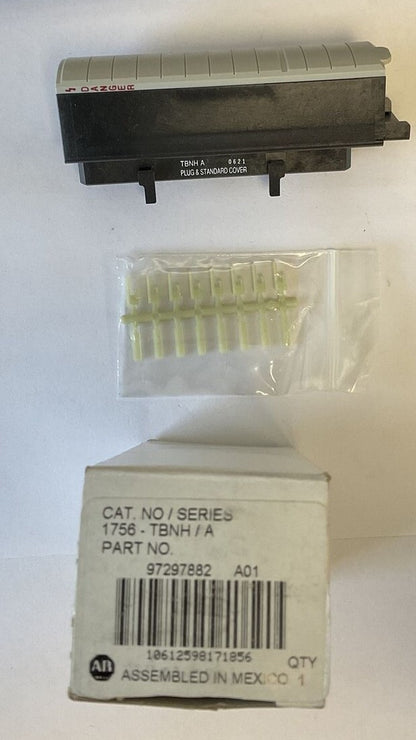 DANGER
TBNH A 0621
PLUG & STANDARD COVER
CAT. NO / SERIES
1756 - TBNH / A
PART NO.
97297882 A01
10612598171856
QTY
AB ASSEMBLED IN MEXICO 1